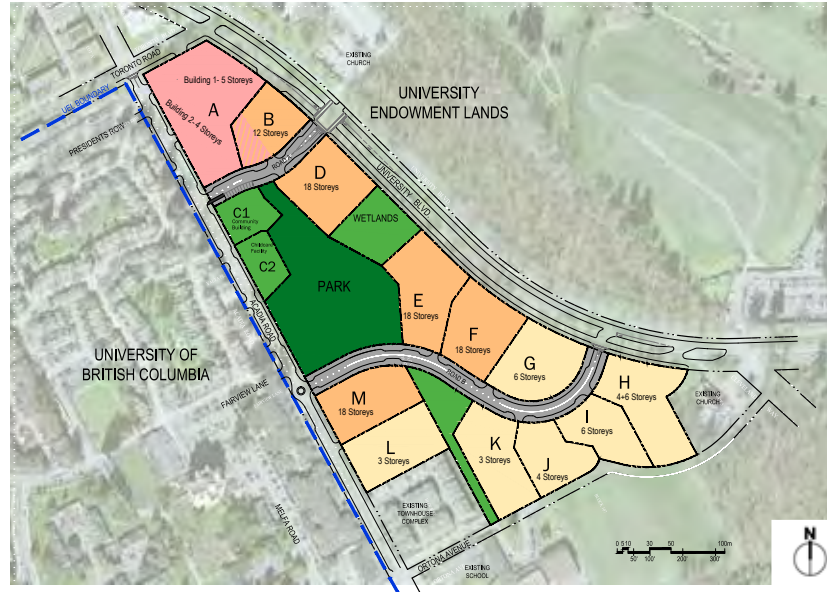 TORONTO ROAD
EXISTING
CHURCH
UNIVERSITY
ENDOWMENT LANDS
UEL BOUNDARY
PRESIDENTS ROW
Building 1- 5 Storeys
A
Building 2- 4 Storeys
B
12 Storeys
ROAD A
D
18 Storeys
UNIVERSITY BLVD
C1
Community
Building
WETLANDS
Childcare
Facility
C2
PARK
E
18 Storeys
F
18 Storeys
G
6 Storeys
ACADIA ROAD
UNIVERSITY OF
BRITISH COLUMBIA
FAIRVIEW LANE
ROAD B
H
4+6 Storeys
EXISTING
CHURCH
M
18 Storeys
I
6 Storeys
L
3 Storeys
K
3 Storeys
J
4 Storeys
MELFA ROAD
EXISTING
TOWNHOUSE
COMPLEX
ORTONA AVENUE
EXISTING
SCHOOL
0 5 10 30 50 100m
50' 100' 200' 300'
N